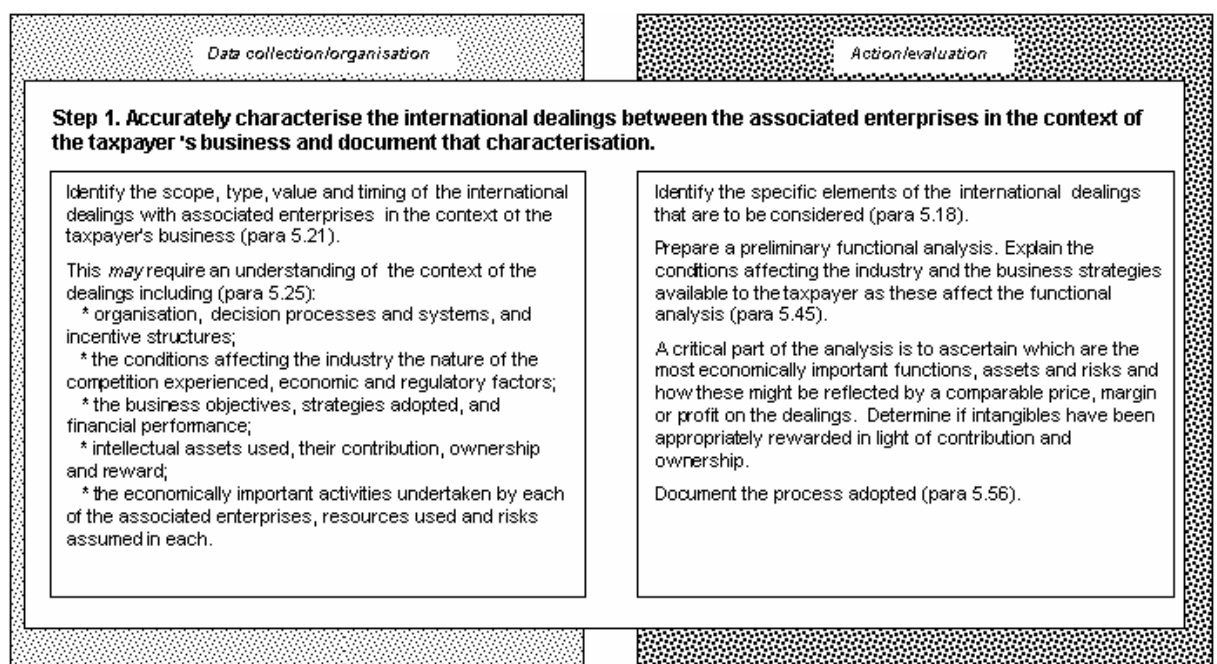 Data collection/organisation
Action/evaluation
Step 1. Accurately characterise the international dealings between the associated enterprises in the context of
the taxpayer 's business and document that characterisation.
Identify the scope, type, value and timing of the international
dealings with associated enterprises in the context of the
taxpayer's business (para 5.21).
This may require an understanding of the context of the
dealings including (para 5.25):
* organisation, decision processes and systems, and
incentive structures;
* the conditions affecting the industry the nature of the
competition experienced, economic and regulatory factors;
* the business objectives, strategies adopted, and
financial performance;
* intellectual assets used, their contribution, ownership
and reward;
* the economically important activities undertaken by each
of the associated enterprises, resources used and risks
assumed in each.
Identify the specific elements of the international dealings
that are to be considered (para 5.18).
Prepare a preliminary functional analysis. Explain the
conditions affecting the industry and the business strategies
available to the taxpayer as these affect the functional
analysis (para 5.45).
A critical part of the analysis is to ascertain which are the
most economically important functions, assets and risks and
how these might be reflected by a comparable price, margin
or profit on the dealings. Determine if intangibles have been
appropriately rewarded in light of contribution and
ownership.
Document the process adopted (para 5.56).